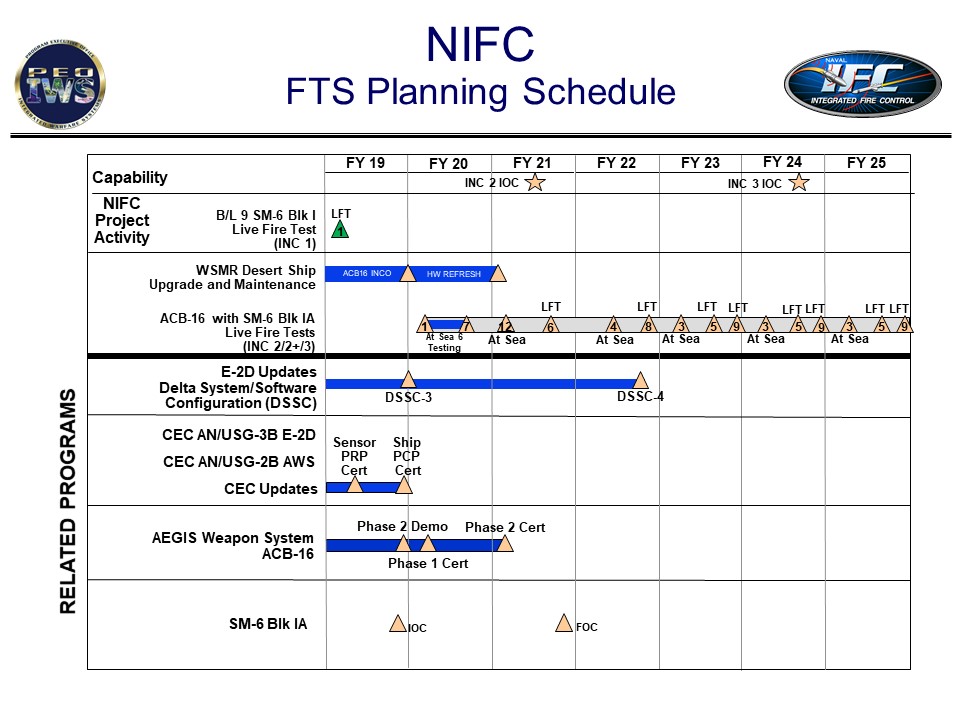 NIFC
FTS Planning Schedule
PROGRAM EXECUTIVE OFFICE
PEO
IWS
INTEGRATED WARFARE SYSTEMS
NAVAL
IFC
INTEGRATED FIRE CONTROL
FY 19 FY 20 FY 21 FY 22 FY 23 FY 24 FY 25
Capability
INC 2 IOC
INC 3 IOC
NIFC
Project
Activity
B/L 9 SM-6 Blk I
Live Fire Test
(INC 1)
LFT
1
WSMR Desert Ship
Upgrade and Maintenance
ACB16 INCO
HW REFRESH
ACB-16 with SM-6 Blk IA
Live Fire Tests
(INC 2/2+/3)
LFT LFT LFT LFT LFT LFT LFT LFT
1 7 12 6 4 8 3 5 9 3 5 9 3 5 9
At Sea 6
Testing
At Sea At Sea At Sea At Sea At Sea
RELATED PROGRAMS
E-2D Updates
Delta System/Software
Configuration (DSSC)
DSSC-3
DSSC-4
CEC AN/USG-3B E-2D
CEC AN/USG-2B AWS
CEC Updates
Sensor
PRP
Cert
Ship
PCP
Cert
AEGIS Weapon System
ACB-16
Phase 2 Demo
Phase 2 Cert
Phase 1 Cert
SM-6 Blk IA
IOC
FOC